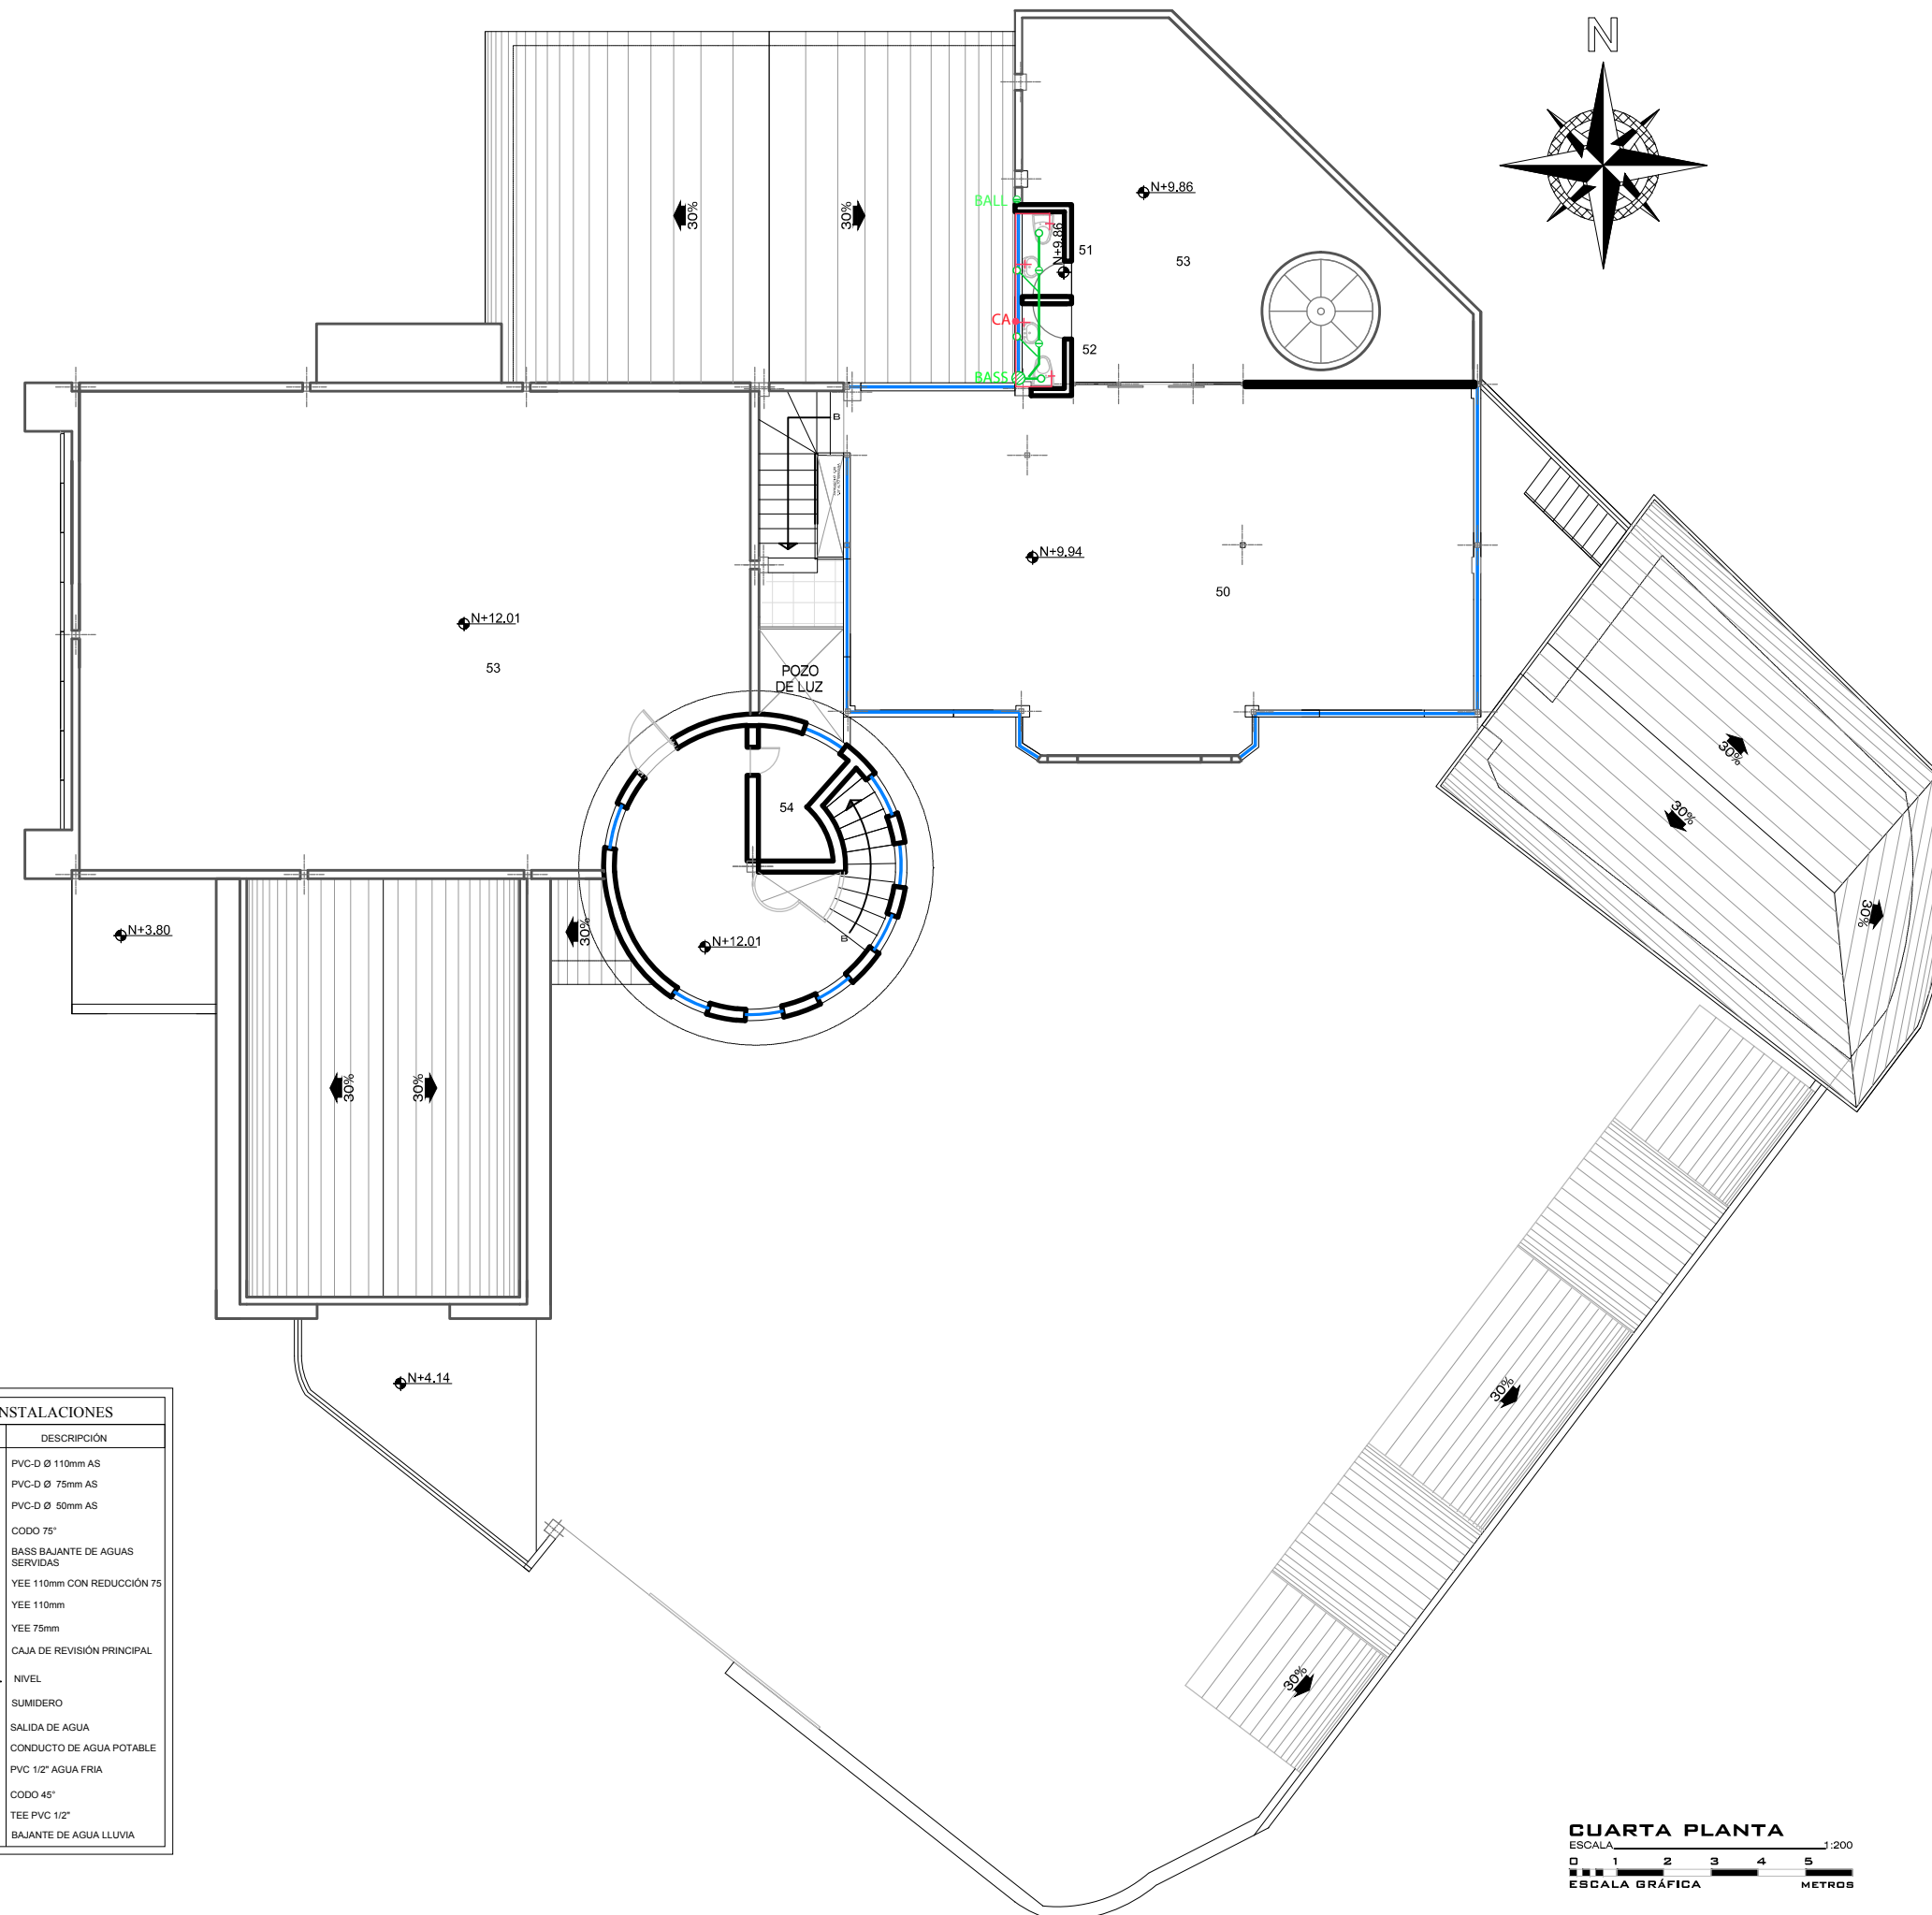 N
N+9.86
BALL
30%
30%
N+9.86
51
53
CA
52
BASS
B
N+9.94
50
N+12.01
53
POZO
DE LUZ
30%
30%
54
30%
N+3.80
30%
N+12.01
B
30%
30%
N+4.14
30%
30%
NSTALACIONES
DESCRIPCIÓN
PVC-D Ø 110mm AS
PVC-D Ø 75mm AS
PVC-D Ø 50mm AS
CODO 75°
BASS BAJANTE DE AGUAS
SERVIDAS
YEE 110mm CON REDUCCIÓN 75
YEE 110mm
YEE 75mm
CAJA DE REVISIÓN PRINCIPAL
NIVEL
SUMIDERO
SALIDA DE AGUA
CONDUCTO DE AGUA POTABLE
PVC 1/2" AGUA FRIA
CODO 45°
TEE PVC 1/2"
BAJANTE DE AGUA LLUVIA
CUARTA PLANTA
ESCALA 1:200
0 1 2 3 4 5
ESCALA GRÁFICA METROS